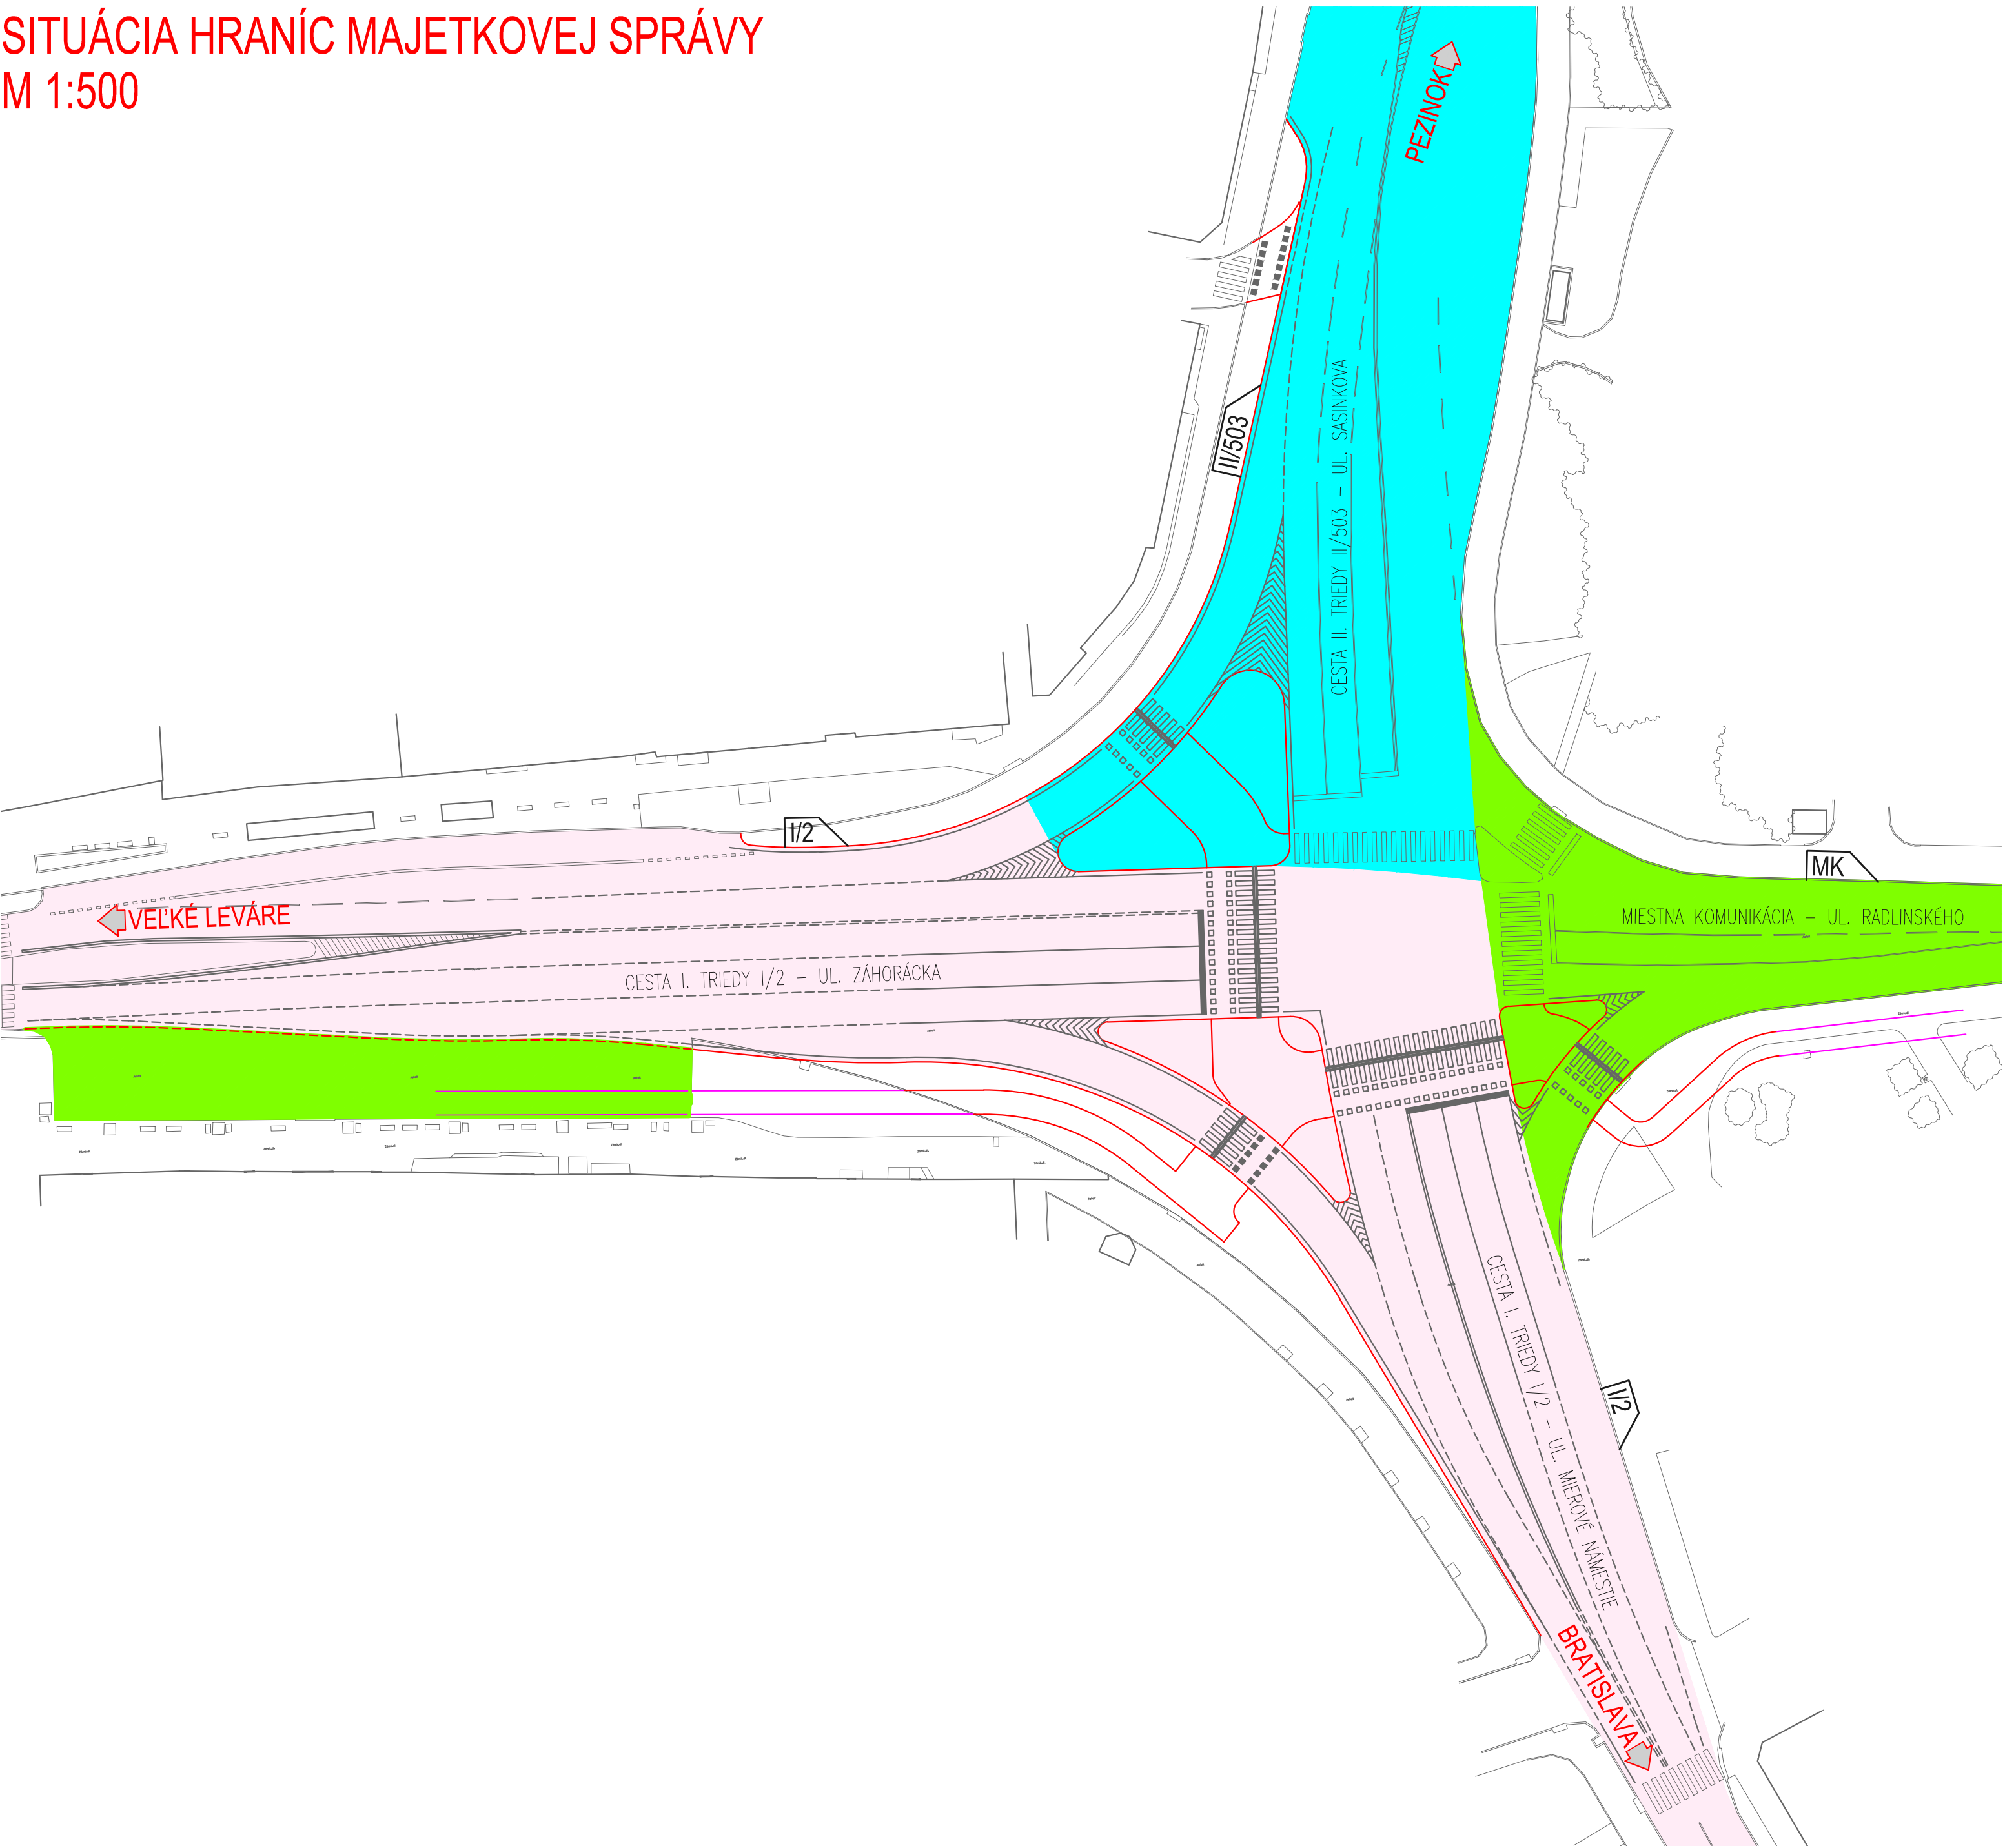 SITUÁCIA HRANÍC MAJETKOVEJ SPRÁVY
M 1:500
PEZINOK
II/503
CESTA II. TRIEDY II/503 - UL. SASINKOVA
I/2
MK
VEĽKÉ LEVÁRE
MIESTNA KOMUNIKÁCIA - UL. RADLINSKÉHO
CESTA I. TRIEDY I/2 - UL. ZÁHORÁCKA
CESTA I. TRIEDY I/2 - UL. MIEROVÉ NÁMESTIE
I/2
BRATISLAVA